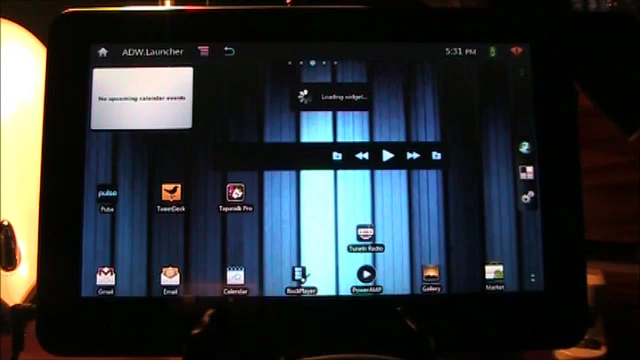 ADW.Launcher
5:31 PM
No upcoming calendar events
Loading widget...
pulse
Pulse
TweetDeck
Tapatalk Pro
TuneIn Radio
Gmail
Email
Calendar
RockPlayer
PowerAMP
Gallery
Market